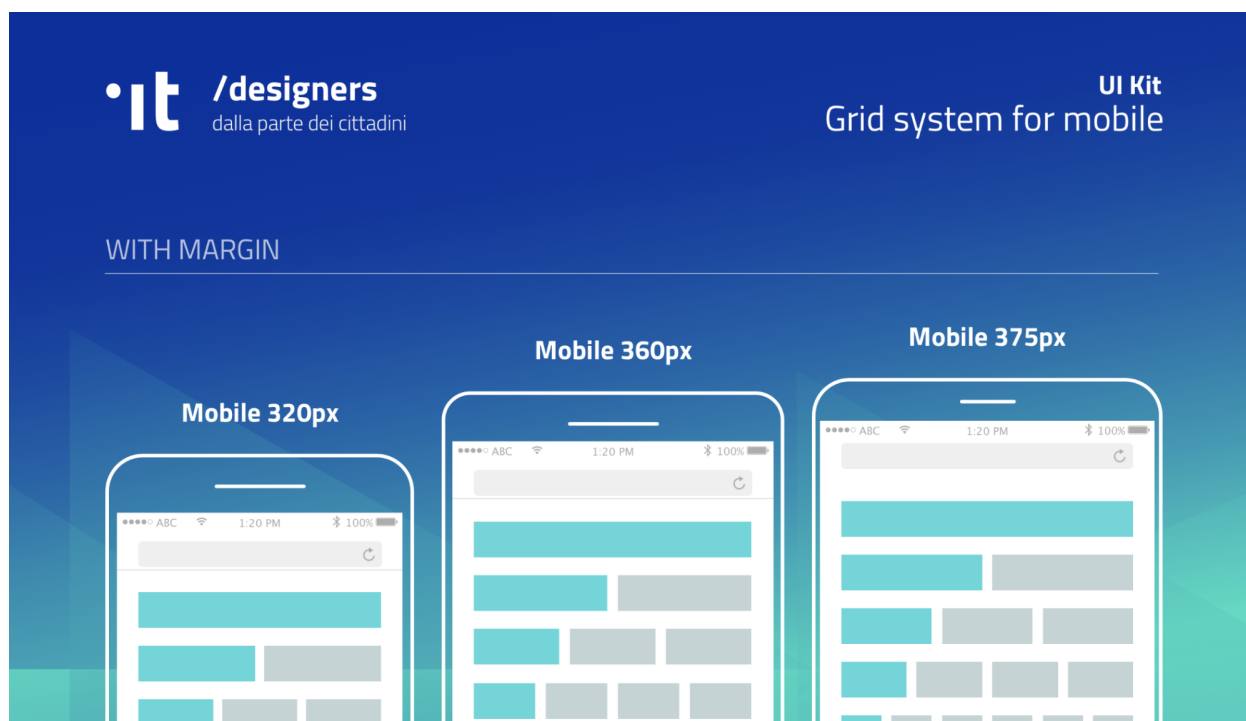 ·ıt
/designers
dalla parte dei cittadini
UI Kit
Grid system for mobile
WITH MARGIN
Mobile 320px
Mobile 360px
Mobile 375px
ABC 1:20 PM 100%
ABC 1:20 PM 100%
ABC 1:20 PM 100%